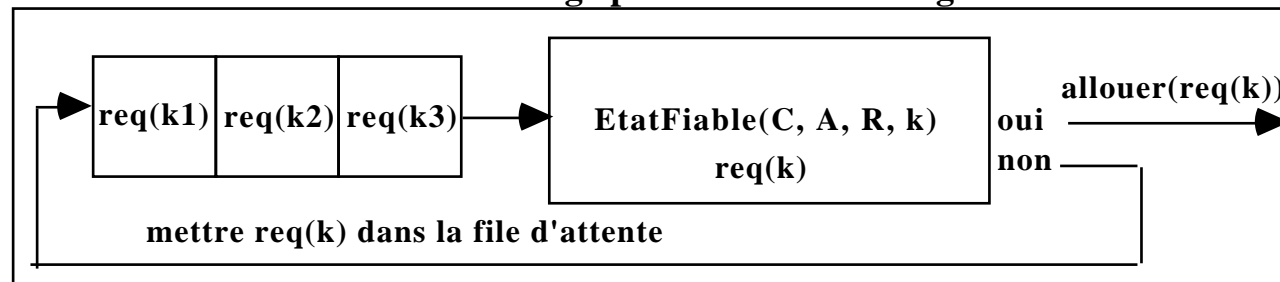 allouer(req(k))
req(k1) req(k2) req(k3) EtatFiable(C, A, R, k) oui
req(k) non
mettre req(k) dans la file d'attente